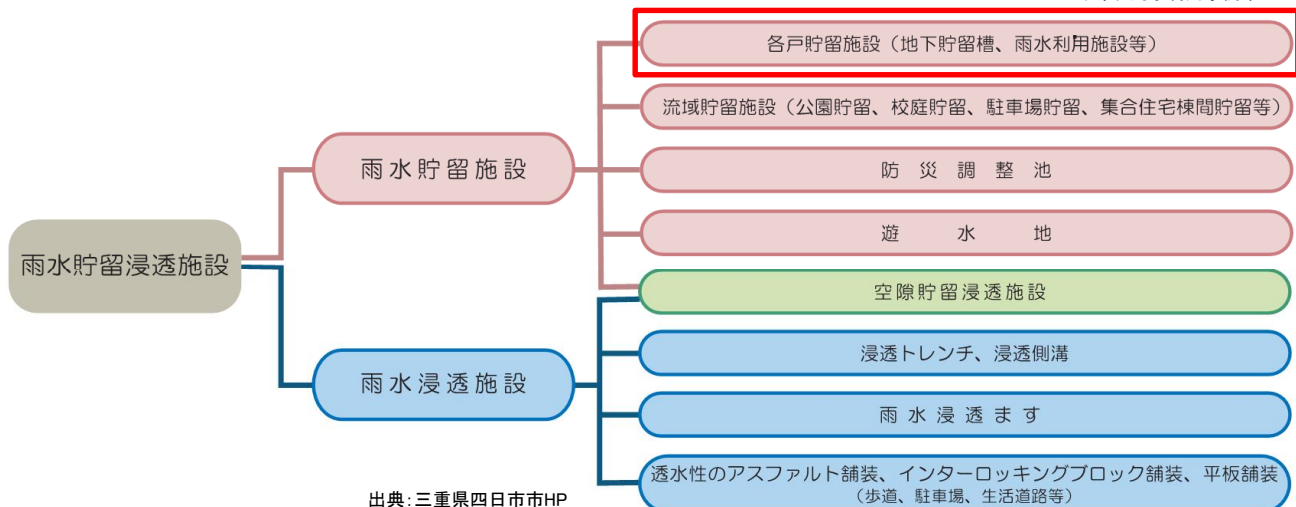 各戸貯留施設（地下貯留槽、雨水利用施設等）
流域貯留施設（公園貯留、校庭貯留、駐車場貯留、集合住宅棟間貯留等）
雨水貯留施設
防災調整池
遊水地
雨水貯留浸透施設
空隙貯留浸透施設
浸透トレンチ、浸透側溝
雨水浸透施設
雨水浸透ます
透水性のアスファルト舗装、インターロッキングブロック舗装、平板舗装
（歩道、駐車場、生活道路等）
出典：三重県四日市市HP